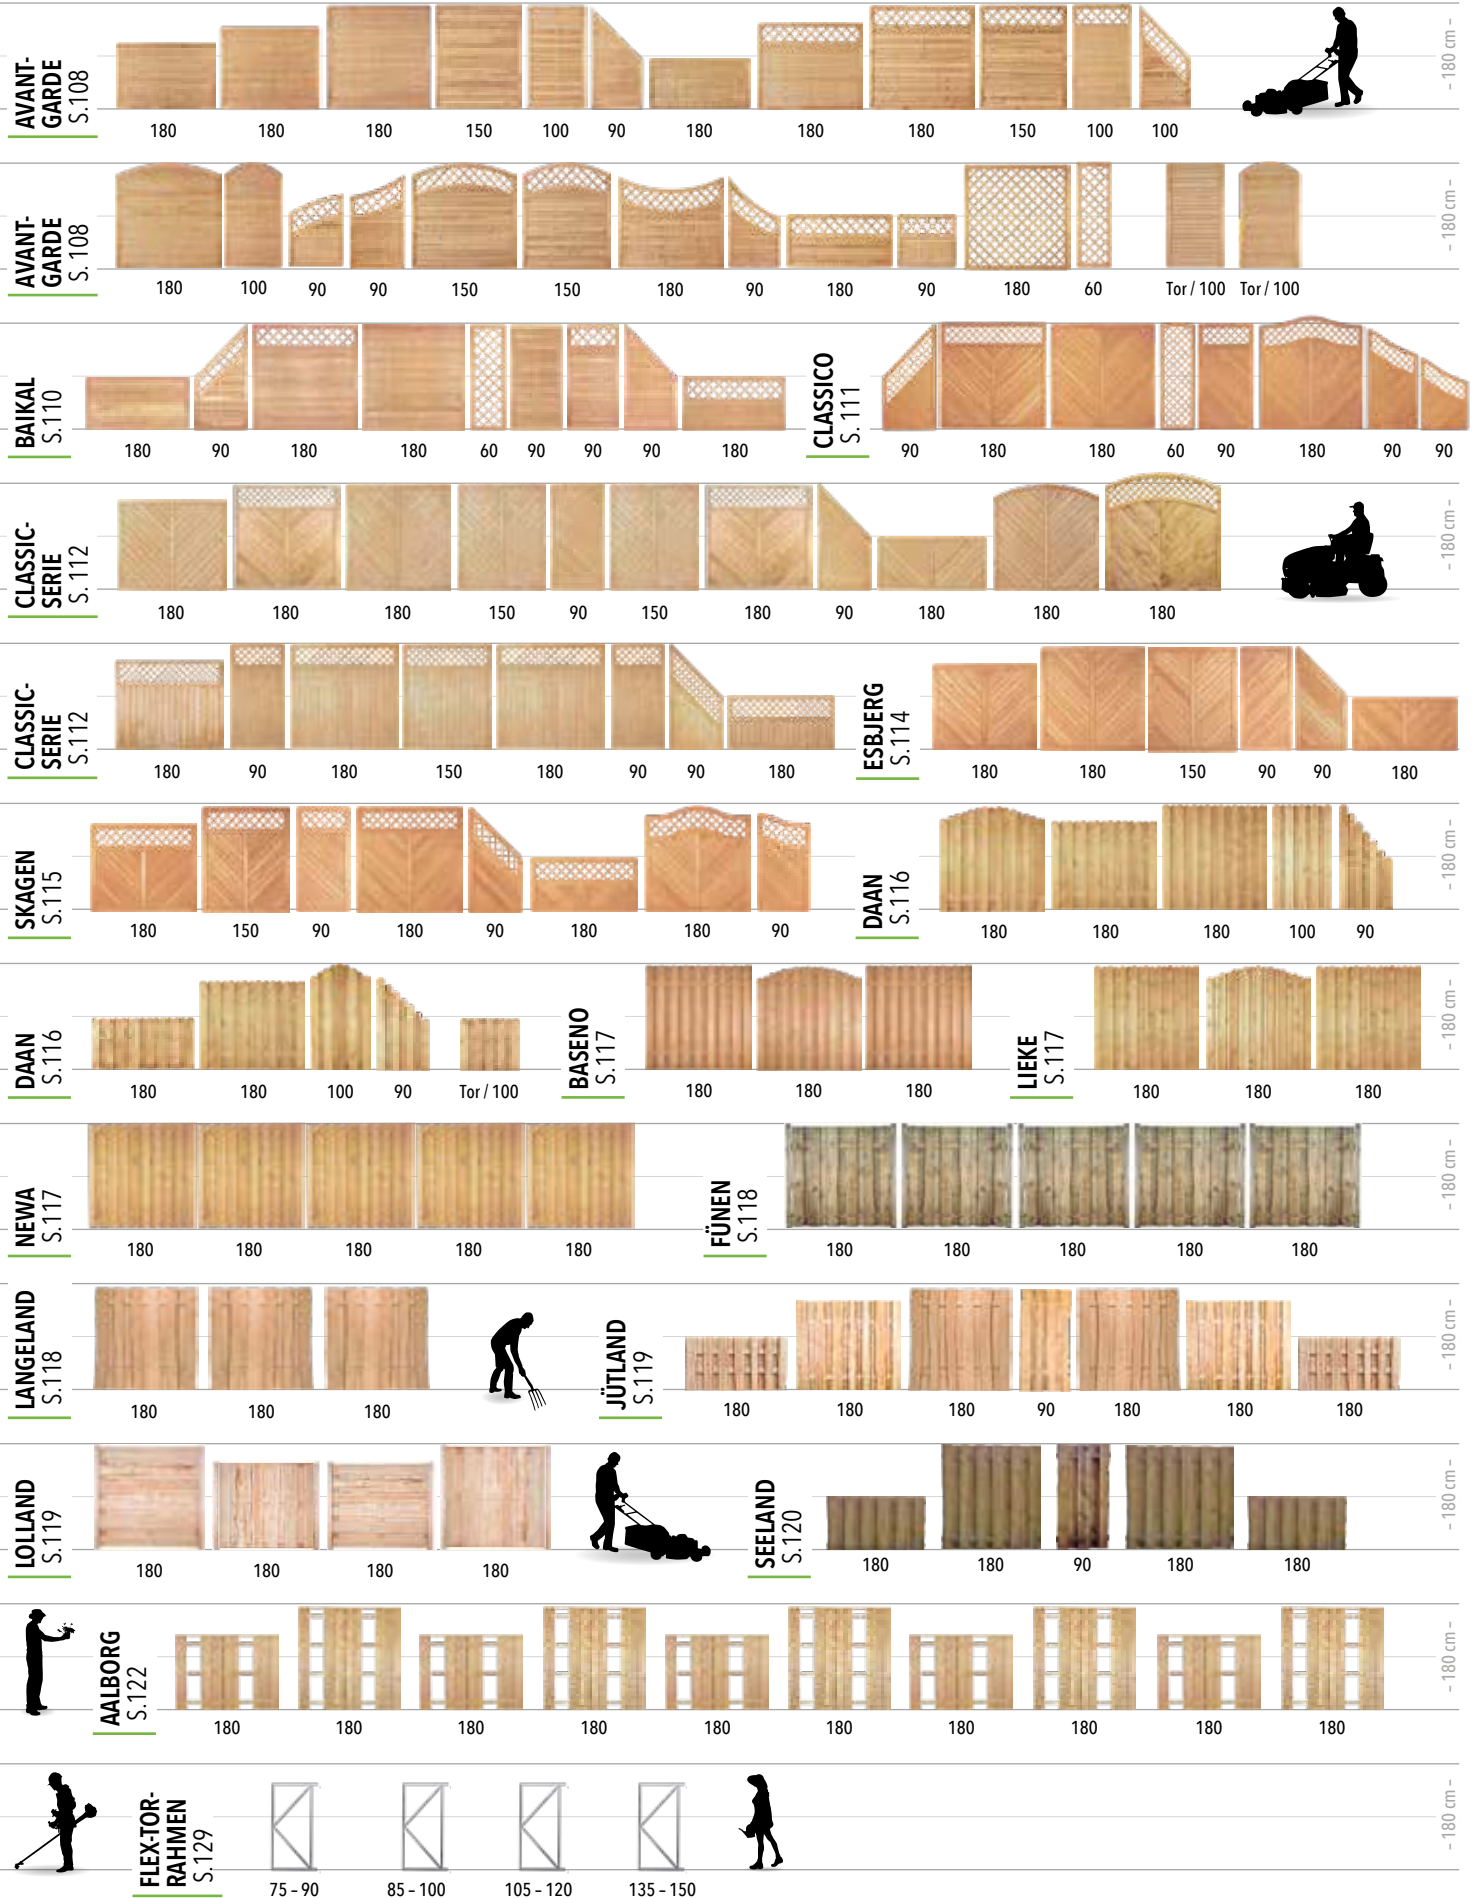 AVANT-
GARDE
S.108
180 180 180 150 100 90 180 180 180 150 100 100
– 180 cm –
AVANT-
GARDE
S. 108
180 100 90 90 150 150 180 90 180 90 180 60 Tor / 100 Tor / 100
– 180 cm –
BAIKAL
S.110
180 90 180 180 60 90 90 90 180
CLASSICO
S. 111
90 180 180 60 90 180 90 90
CLASSIC-
SERIE
S. 112
180 180 180 150 90 150 180 90 180 180 180
– 180 cm –
CLASSIC-
SERIE
S.112
180 90 180 150 180 90 90 180
ESBJERG
S.114
180 180 150 90 90 180
SKAGEN
S.115
180 150 90 180 90 180 180 90
DAAN
S.116
180 180 180 100 90
– 180 cm –
DAAN
S.116
180 180 100 90 Tor / 100
BASENO
S.117
180 180 180
LIEKE
S.117
180 180 180
– 180 cm –
NEWA
S.117
180 180 180 180 180
FÜNEN
S.118
180 180 180 180 180
– 180 cm –
LANGELAND
S.118
180 180 180
JÜTLAND
S.119
180 180 180 90 180 180 180
– 180 cm –
LOLLAND
S.119
180 180 180 180
SEELAND
S.120
180 180 90 180 180
– 180 cm –
AALBORG
S.122
180 180 180 180 180 180 180 180 180 180
– 180 cm –
FLEX-TOR-
RAHMEN
S.129
75 – 90 85 – 100 105 – 120 135 – 150
– 180 cm –